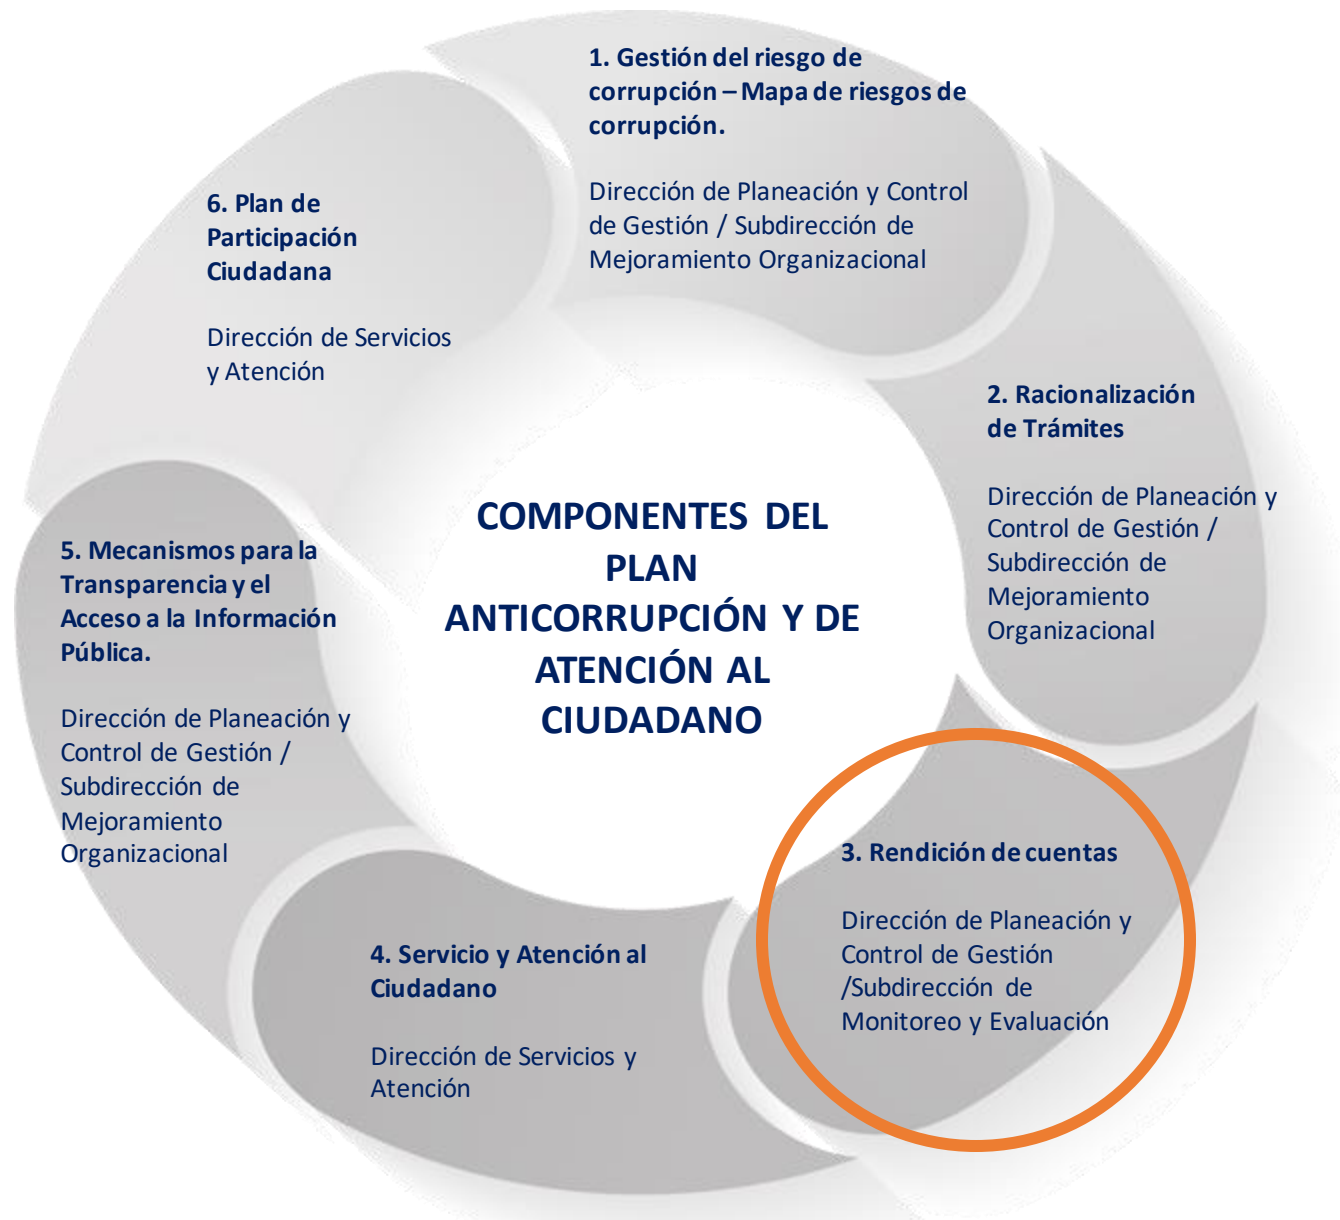 1. Gestión del riesgo de
corrupción – Mapa de riesgos de
corrupción.
Dirección de Planeación y Control
de Gestión / Subdirección de
Mejoramiento Organizacional
2. Racionalización
de Trámites
Dirección de Planeación y
Control de Gestión /
Subdirección de
Mejoramiento
Organizacional
3. Rendición de cuentas
Dirección de Planeación y
Control de Gestión
/Subdirección de
Monitoreo y Evaluación
4. Servicio y Atención al
Ciudadano
Dirección de Servicios y
Atención
5. Mecanismos para la
Transparencia y el
Acceso a la Información
Pública.
Dirección de Planeación y
Control de Gestión /
Subdirección de
Mejoramiento
Organizacional
6. Plan de
Participación
Ciudadana
Dirección de Servicios
y Atención
COMPONENTES DEL
PLAN
ANTICORRUPCIÓN Y DE
ATENCIÓN AL
CIUDADANO